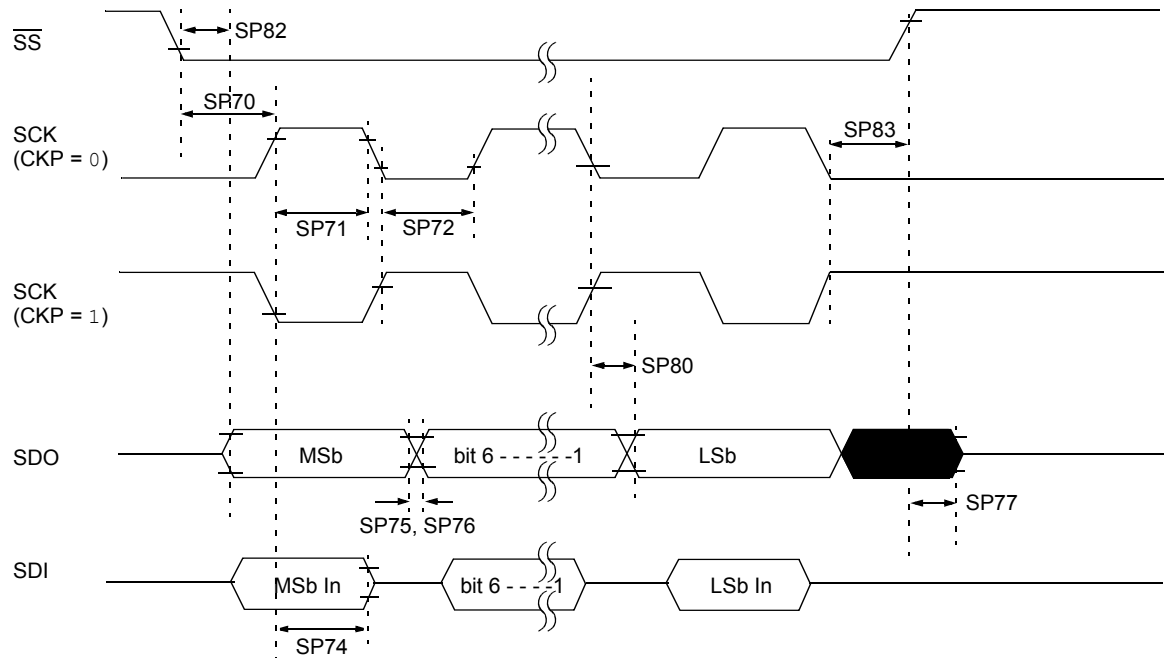 SS
SP82
SP70
SCK
(CKP = 0)
SP83
SP71
SP72
SCK
(CKP = 1)
SP80
SDO
MSb
bit 6 - - - - - -1
LSb
SP75, SP76
SP77
SDI
MSb In
bit 6 - - - - - -1
LSb In
SP74